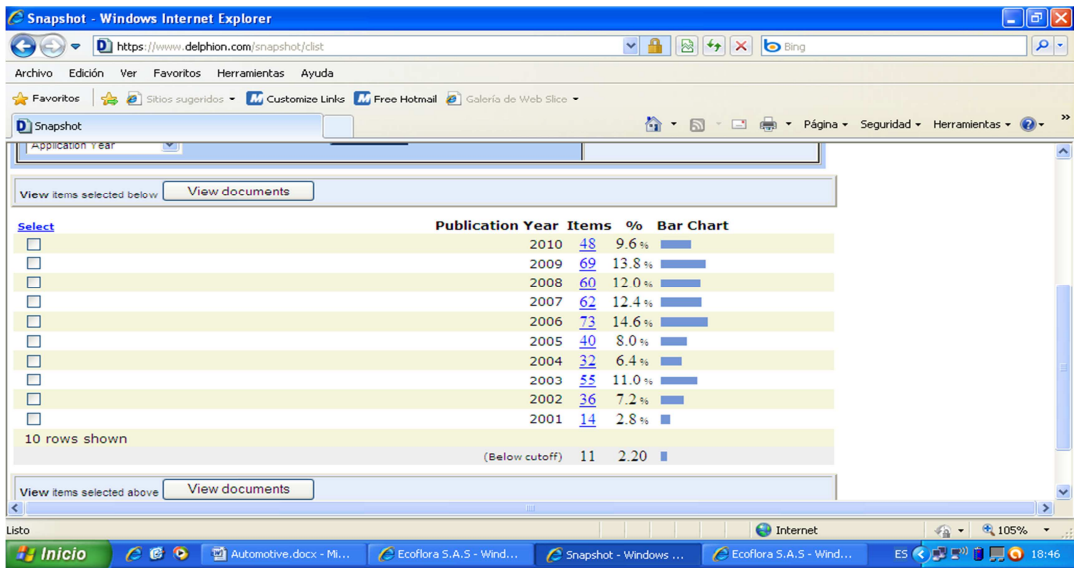 Snapshot - Windows Internet Explorer
https://www.delphion.com/snapshot/clist Bing
Archivo Edición Ver Favoritos Herramientas Ayuda
Favoritos Sitios sugeridos Customize Links Free Hotmail Galería de Web Slice
Snapshot Página Seguridad Herramientas
Application Year
View items selected below View documents
Select Publication Year Items % Bar Chart
2010 48 9.6 %
2009 69 13.8 %
2008 60 12.0 %
2007 62 12.4 %
2006 73 14.6 %
2005 40 8.0 %
2004 32 6.4 %
2003 55 11.0 %
2002 36 7.2 %
2001 14 2.8 %
10 rows shown
(Below cutoff) 11 2.20
View items selected above View documents
Listo Internet 105%
Inicio Automotive.docx - Mi... Ecoflora S.A.S - Wind... Snapshot - Windows ... Ecoflora S.A.S - Wind... ES 18:46